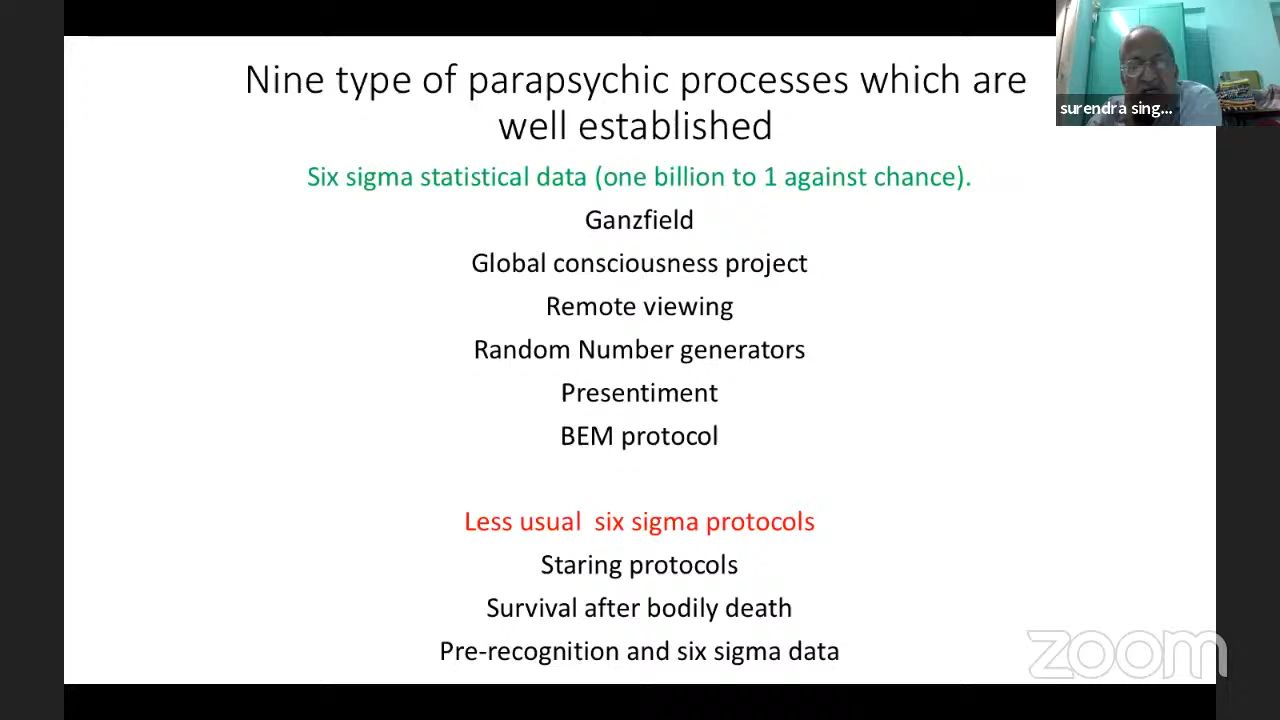 Nine type of parapsychic processes which are
well established
Six sigma statistical data (one billion to 1 against chance).
Ganzfield
Global consciousness project
Remote viewing
Random Number generators
Presentiment
BEM protocol
Less usual six sigma protocols
Staring protocols
Survival after bodily death
Pre-recognition and six sigma data
surendra sing...
zoom